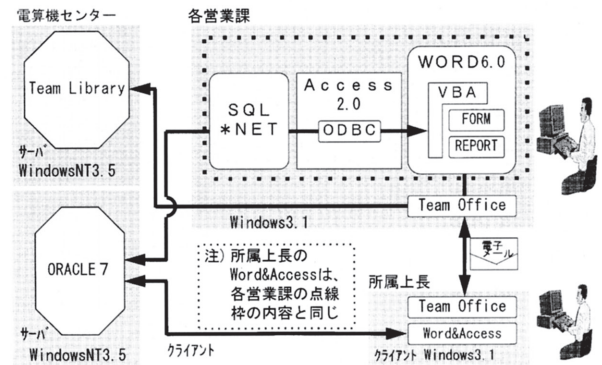 電算機センター
Team Library
サーバ
WindowsNT3.5
ORACLE7
サーバ
WindowsNT3.5
各営業課
SQL
*NET
Access
2.0
ODBC
WORD6.0
VBA
FORM
REPORT
Team Office
Windows3.1
注）所属上長の
Word&Accessは、
各営業課の点線
枠の内容と同じ
電子
メール
所属上長
Team Office
Word&Access
クライアント
クライアント Windows3.1